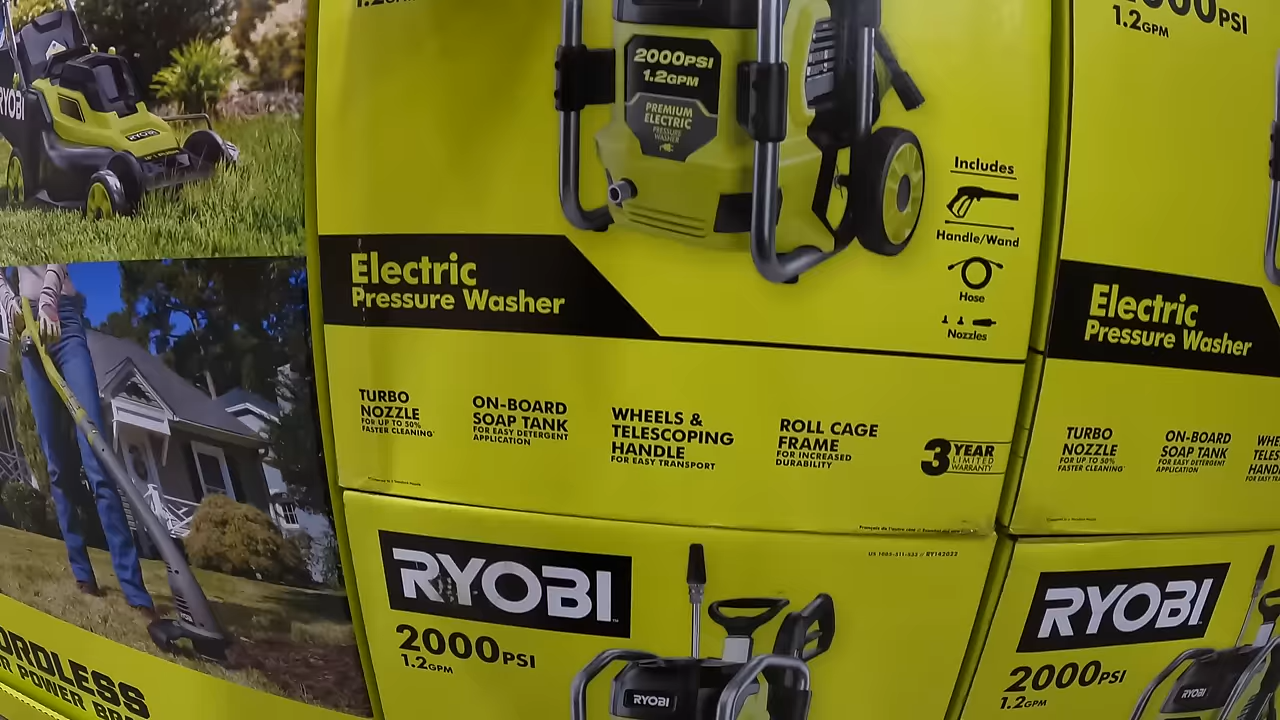 1.2GPM
2000PSI
1.2GPM
PREMIUM
ELECTRIC
PRESSURE
WASHER
Includes
Handle/Wand
Hose
Nozzles
Electric
Pressure Washer
TURBO
NOZZLE
FOR UP TO 50%
FASTER CLEANING*
ON-BOARD
SOAP TANK
FOR EASY DETERGENT
APPLICATION
WHEELS &
TELESCOPING
HANDLE
FOR EASY TRANSPORT
ROLL CAGE
FRAME
FOR INCREASED
DURABILITY
3 YEAR
LIMITED
WARRANTY
RYOBI
2000PSI
1.2GPM
RYOBI
PSI
1.2GPM
Electric
Pressure Washer
TURBO
NOZZLE
FOR UP TO 50%
FASTER CLEANING*
ON-BOARD
SOAP TANK
FOR EASY DETERGENT
APPLICATION
RYOBI
2000PSI
1.2GPM
RYOBI
RYOBI
RYOBI